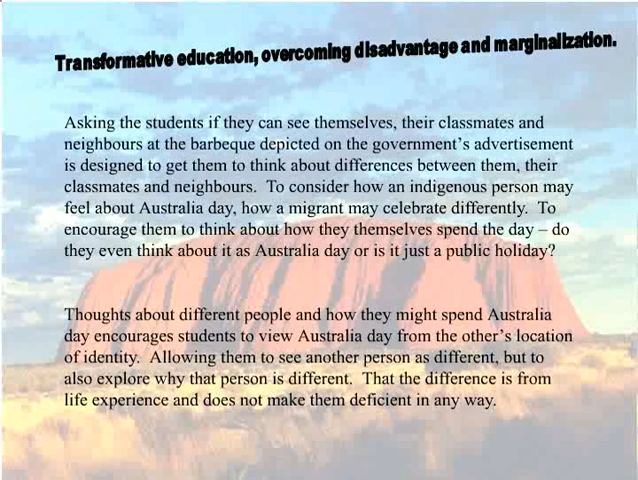 Transformative education, overcoming disadvantage and marginalization.
Asking the students if they can see themselves, their classmates and
neighbours at the barbeque depicted on the government's advertisement
is designed to get them to think about differences between them, their
classmates and neighbours.  To consider how an indigenous person may
feel about Australia day, how a migrant may celebrate differently.  To
encourage them to think about how they themselves spend the day – do
they even think about it as Australia day or is it just a public holiday?
Thoughts about different people and how they might spend Australia
day encourages students to view Australia day from the other's location
of identity.  Allowing them to see another person as different, but to
also explore why that person is different.  That the difference is from
life experience and does not make them deficient in any way.